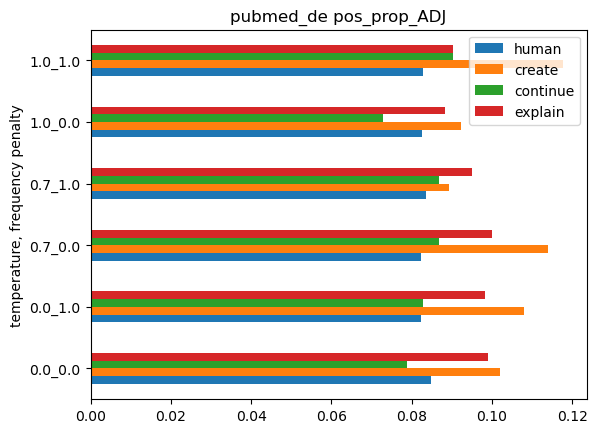 pubmed_de pos_prop_ADJ
human
create
continue
explain
temperature, frequency penalty
1.0_1.0
1.0_0.0
0.7_1.0
0.7_0.0
0.0_1.0
0.0_0.0
0.00 0.02 0.04 0.06 0.08 0.10 0.12